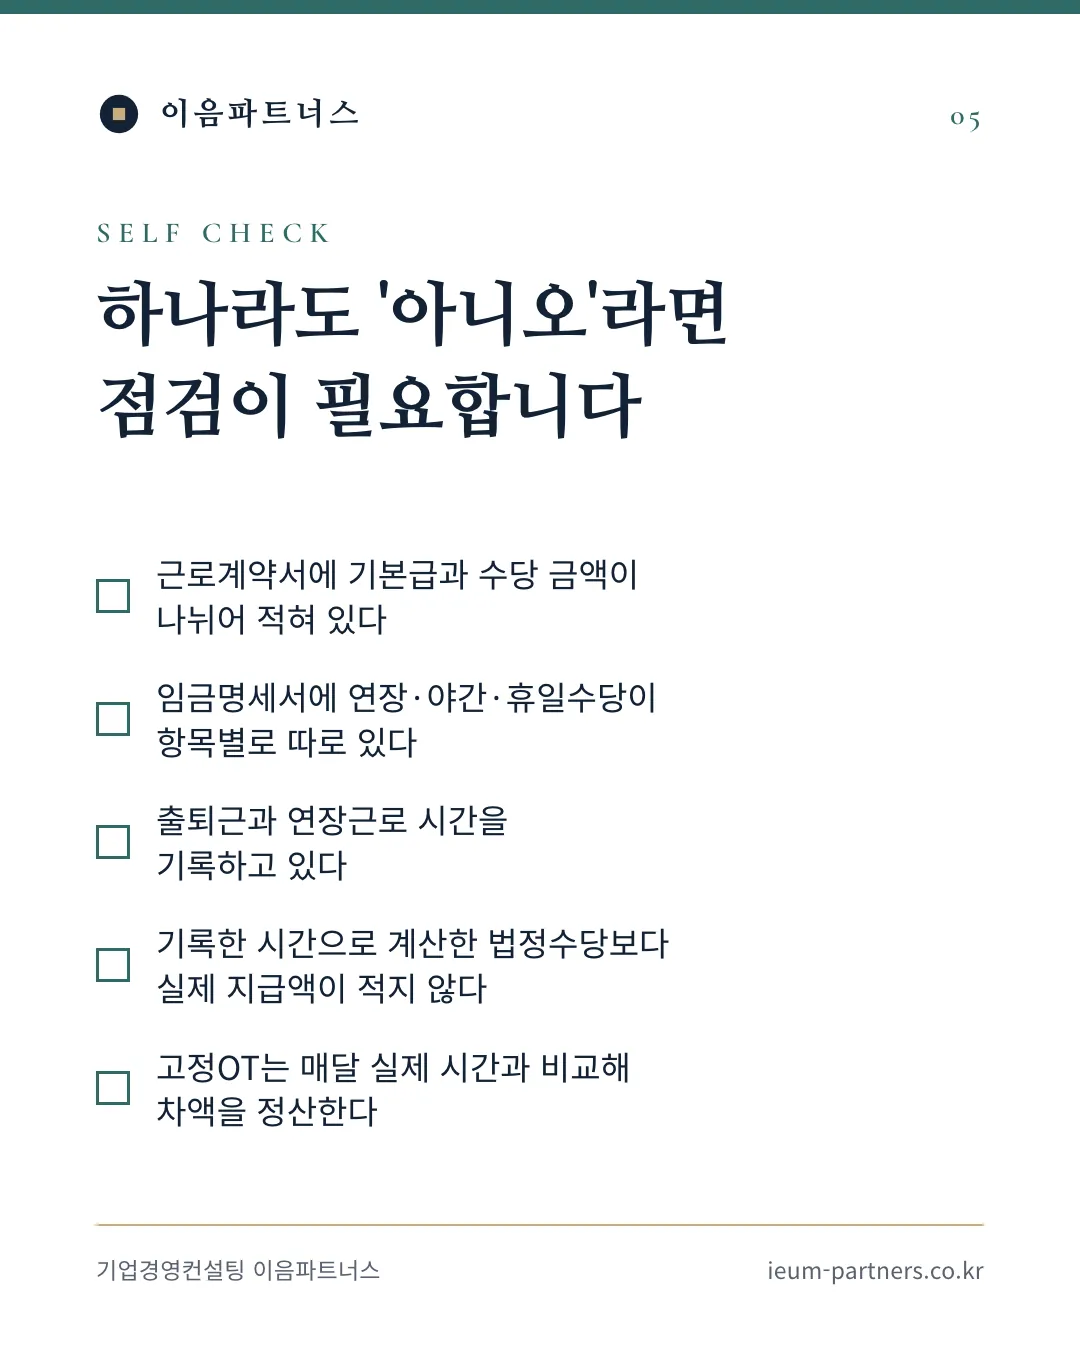 이음파트너스
05
SELF CHECK
하나라도 '아니오'라면
점검이 필요합니다
근로계약서에 기본급과 수당 금액이
나뉘어 적혀 있다
임금명세서에 연장·야간·휴일수당이
항목별로 따로 있다
출퇴근과 연장근로 시간을
기록하고 있다
기록한 시간으로 계산한 법정수당보다
실제 지급액이 적지 않다
고정OT는 매달 실제 시간과 비교해
차액을 정산한다
기업경영컨설팅 이음파트너스
ieum-partners.co.kr